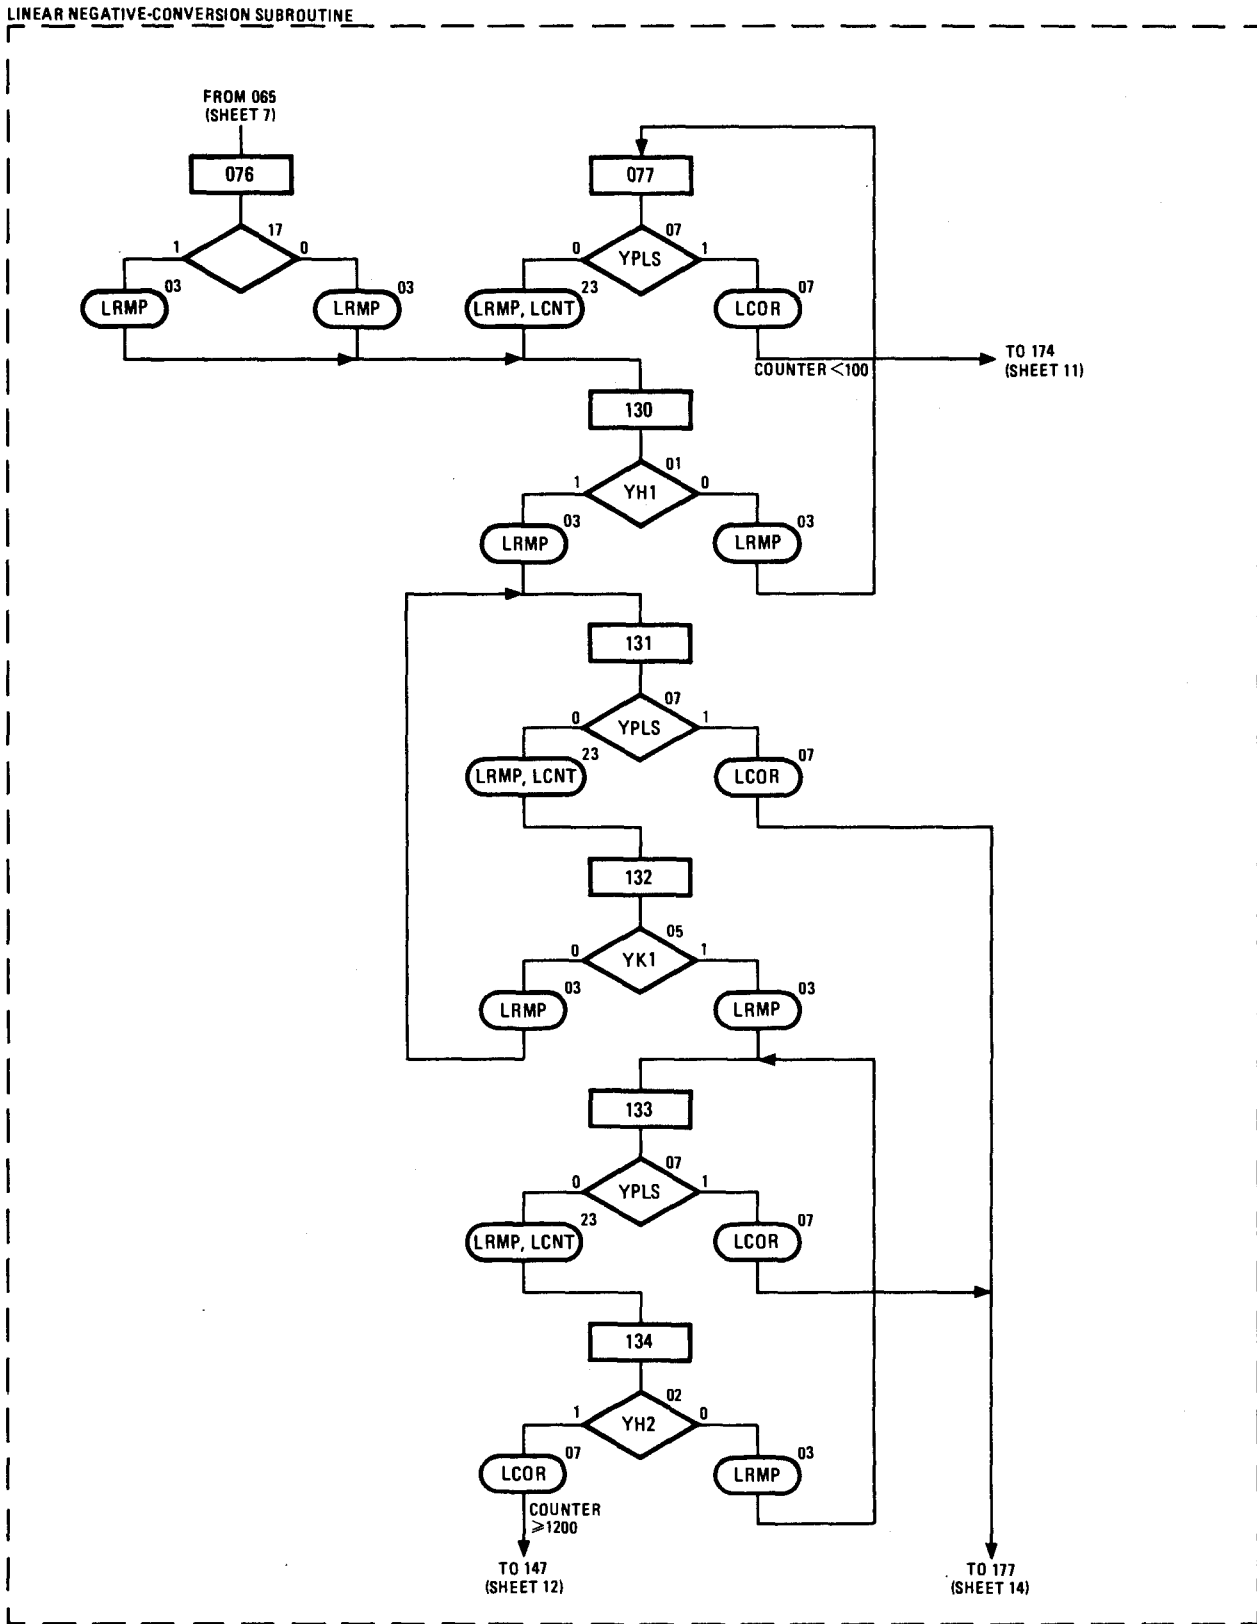 LINEAR NEGATIVE-CONVERSION SUBROUTINE
FROM 065
(SHEET 7)
076
17
1
0
03
LRMP
03
LRMP
077
07
YPLS
0
1
23
LRMP, LCNT
07
LCOR
COUNTER <100
TO 174
(SHEET 11)
130
01
YH1
1
0
03
LRMP
03
LRMP
131
07
YPLS
0
1
23
LRMP, LCNT
07
LCOR
132
05
YK1
0
1
03
LRMP
03
LRMP
133
07
YPLS
0
1
23
LRMP, LCNT
07
LCOR
134
02
YH2
1
0
07
LCOR
03
LRMP
COUNTER
⩾1200
TO 147
(SHEET 12)
TO 177
(SHEET 14)